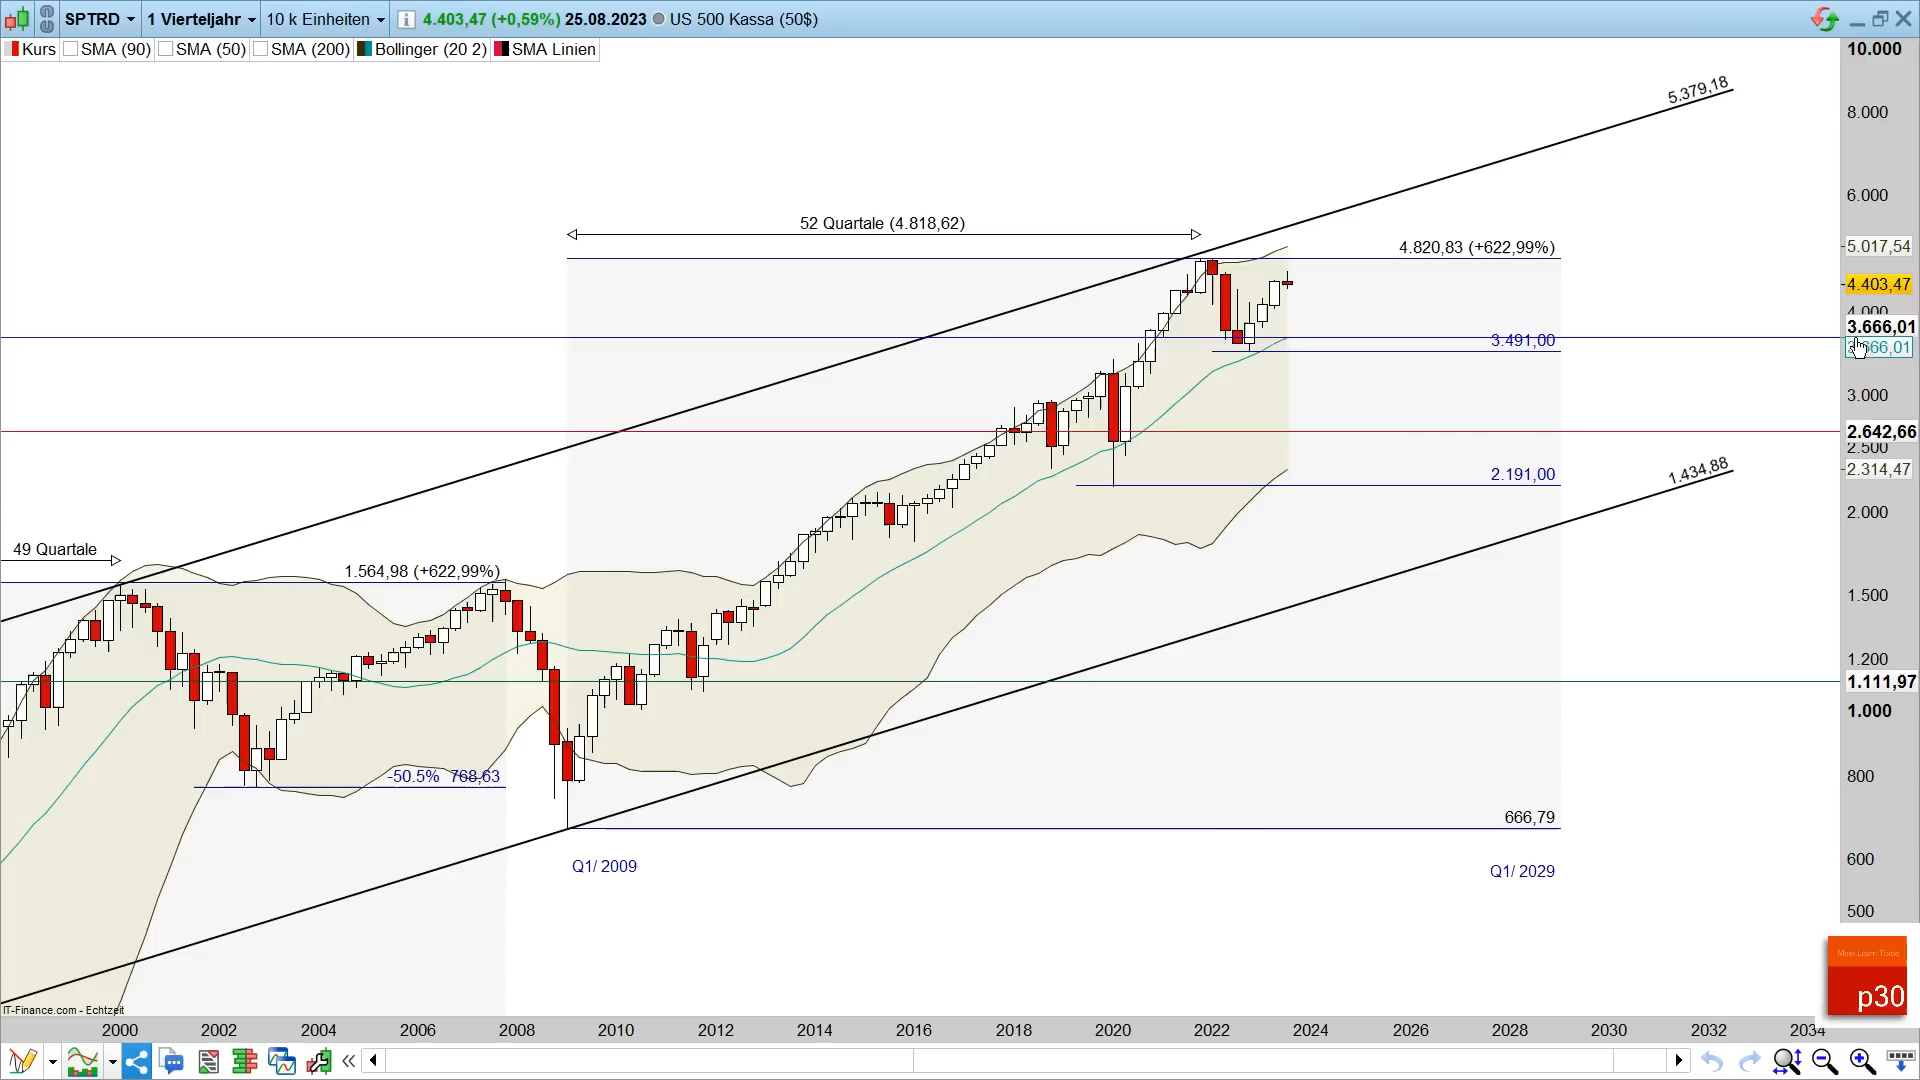 SPTRD 1 Vierteljahr 10 k Einheiten 4.403,47 (+0,59%) 25.08.2023 US 500 Kassa (50$)
Kurs SMA (90) SMA (50) SMA (200) Bollinger (20 2) SMA Linien
10.000
5.379,18
8.000
6.000
52 Quartale (4.818,62)
4.820,83 (+622,99%)
5.017,54
4.403,47
4.000
3.666,01
3.491,00
3.000
2.642,66
2.500
2.314,47
1.434,88
2.191,00
2.000
49 Quartale
1.564,98 (+622,99%)
1.500
1.200
1.111,97
1.000
-50.5% 768,63
800
666,79
600
Q1/ 2009
Q1/ 2029
500
Mem Learn Trade
p30
IT-Finance.com - Echtzeit
2000 2002 2004 2006 2008 2010 2012 2014 2016 2018 2020 2022 2024 2026 2028 2030 2032 2034